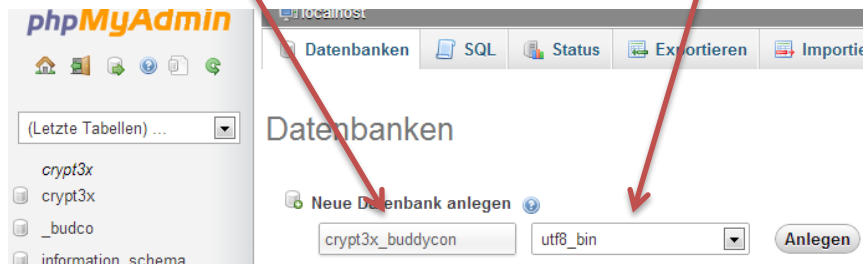 phpMyAdmin
localhost
Datenbanken SQL Status Exportieren Importie
(Letzte Tabellen) ...
Datenbanken
crypt3x
crypt3x
Neue Datenbank anlegen
_budco
crypt3x_buddycon utf8_bin Anlegen
information_schema